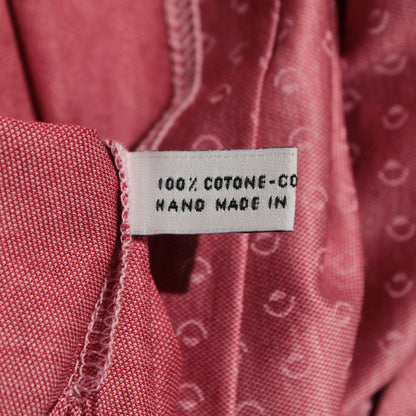 100% COTONE-CO
HAND MADE IN